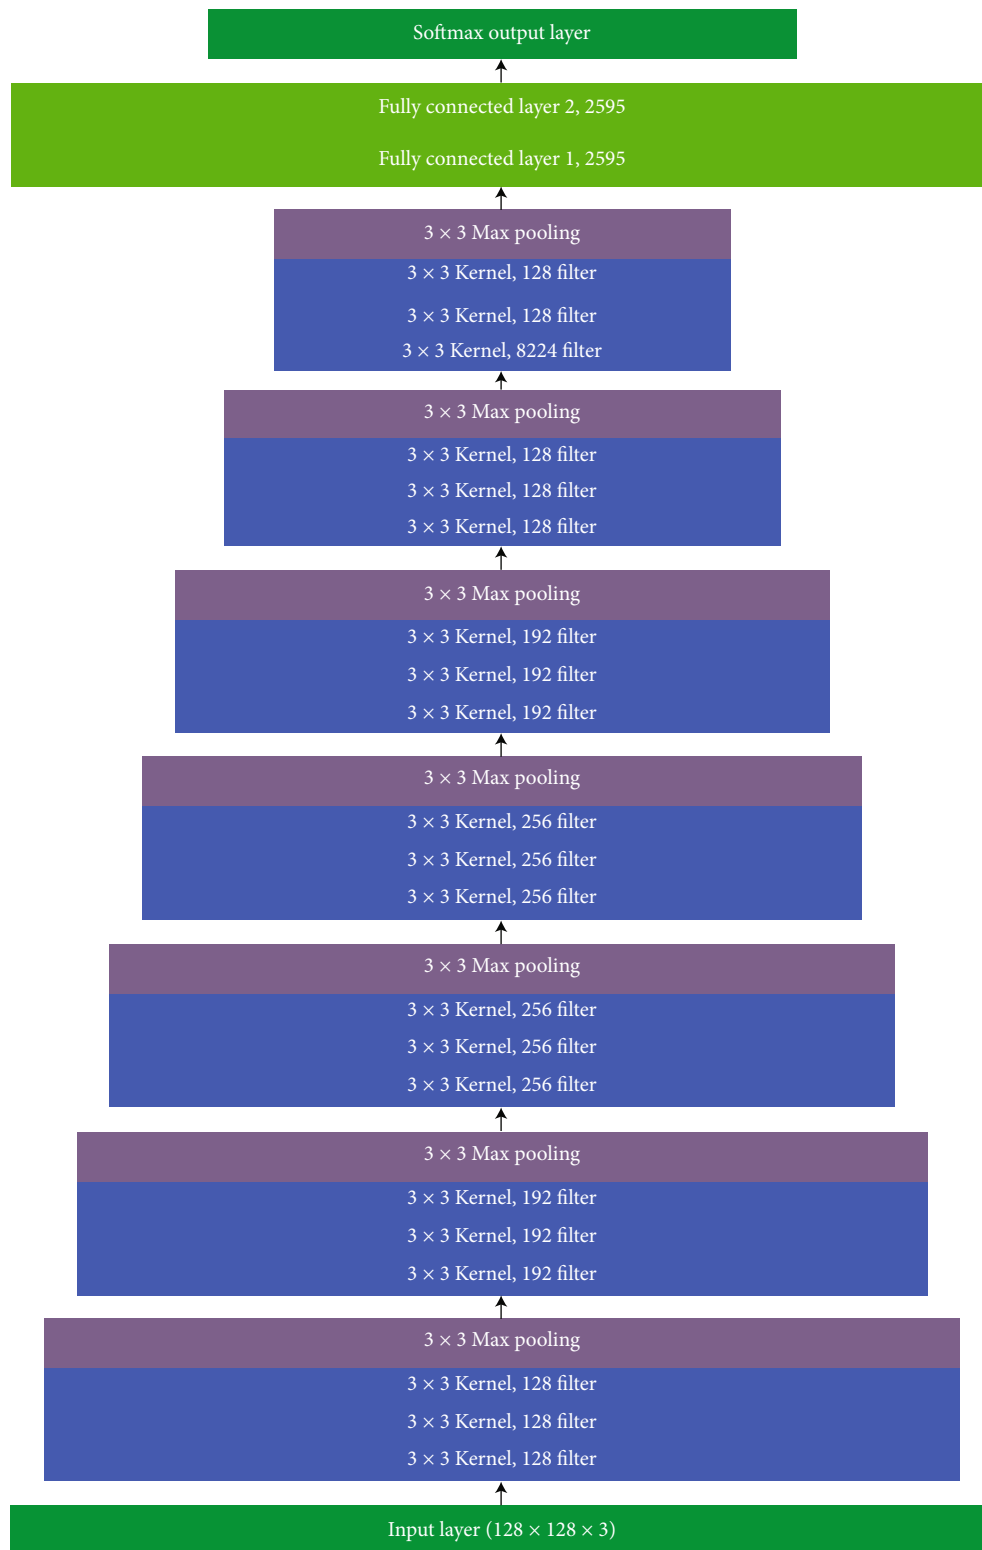 Softmax output layer
Fully connected layer 2, 2595
Fully connected layer 1, 2595
3 × 3 Max pooling
3 × 3 Kernel, 128 filter
3 × 3 Kernel, 128 filter
3 × 3 Kernel, 8224 filter
3 × 3 Max pooling
3 × 3 Kernel, 128 filter
3 × 3 Kernel, 128 filter
3 × 3 Kernel, 128 filter
3 × 3 Max pooling
3 × 3 Kernel, 192 filter
3 × 3 Kernel, 192 filter
3 × 3 Kernel, 192 filter
3 × 3 Max pooling
3 × 3 Kernel, 256 filter
3 × 3 Kernel, 256 filter
3 × 3 Kernel, 256 filter
3 × 3 Max pooling
3 × 3 Kernel, 256 filter
3 × 3 Kernel, 256 filter
3 × 3 Kernel, 256 filter
3 × 3 Max pooling
3 × 3 Kernel, 192 filter
3 × 3 Kernel, 192 filter
3 × 3 Kernel, 192 filter
3 × 3 Max pooling
3 × 3 Kernel, 128 filter
3 × 3 Kernel, 128 filter
3 × 3 Kernel, 128 filter
Input layer (128 × 128 × 3)